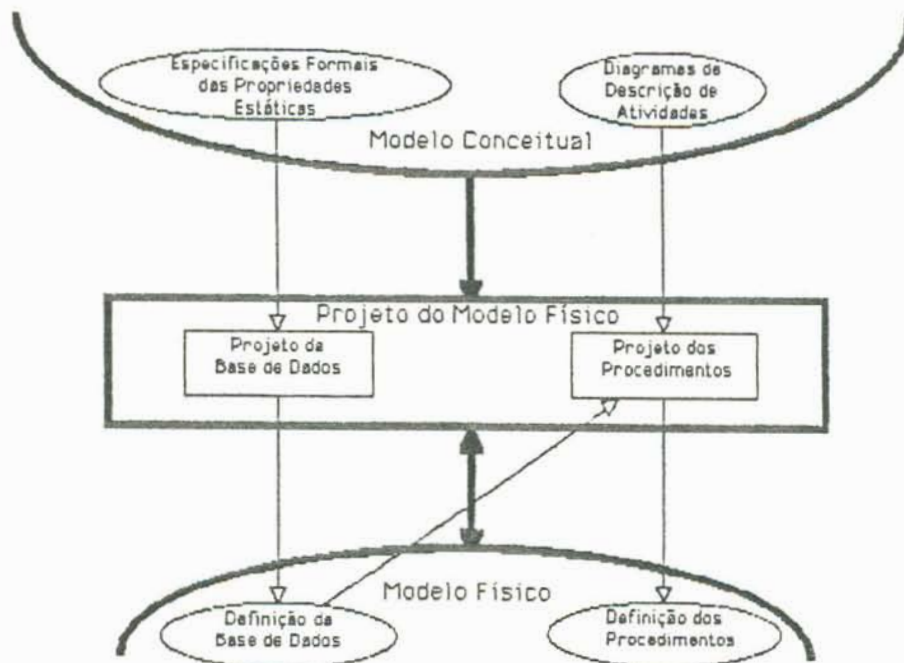 Especificações Formais
das Propriedades
Estáticas
Diagramas de
Descrição de
Atividades
Modelo Conceitual
Projeto do Modelo Físico
Projeto da
Base de Dados
Projeto dos
Procedimentos
Modelo Físico
Definição da
Base de Dados
Definição dos
Procedimentos